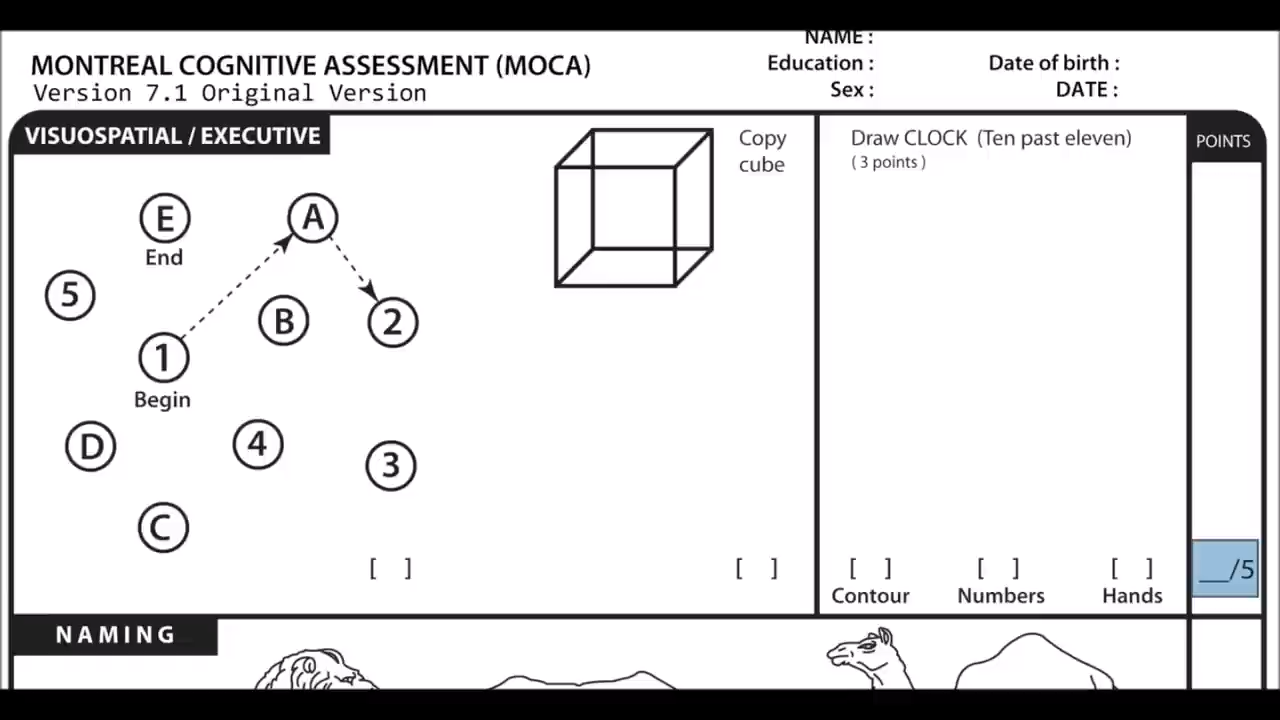 NAME :
MONTREAL COGNITIVE ASSESSMENT (MOCA)
Education :
Date of birth :
Version 7.1 Original Version
Sex :
DATE :
VISUOSPATIAL / EXECUTIVE
Copy
cube
Draw CLOCK (Ten past eleven)
( 3 points )
POINTS
E
End
A
5
B
2
1
Begin
D
4
3
C
[ ]
[ ]
[ ]
[ ]
[ ]
__/5
Contour
Numbers
Hands
NAMING